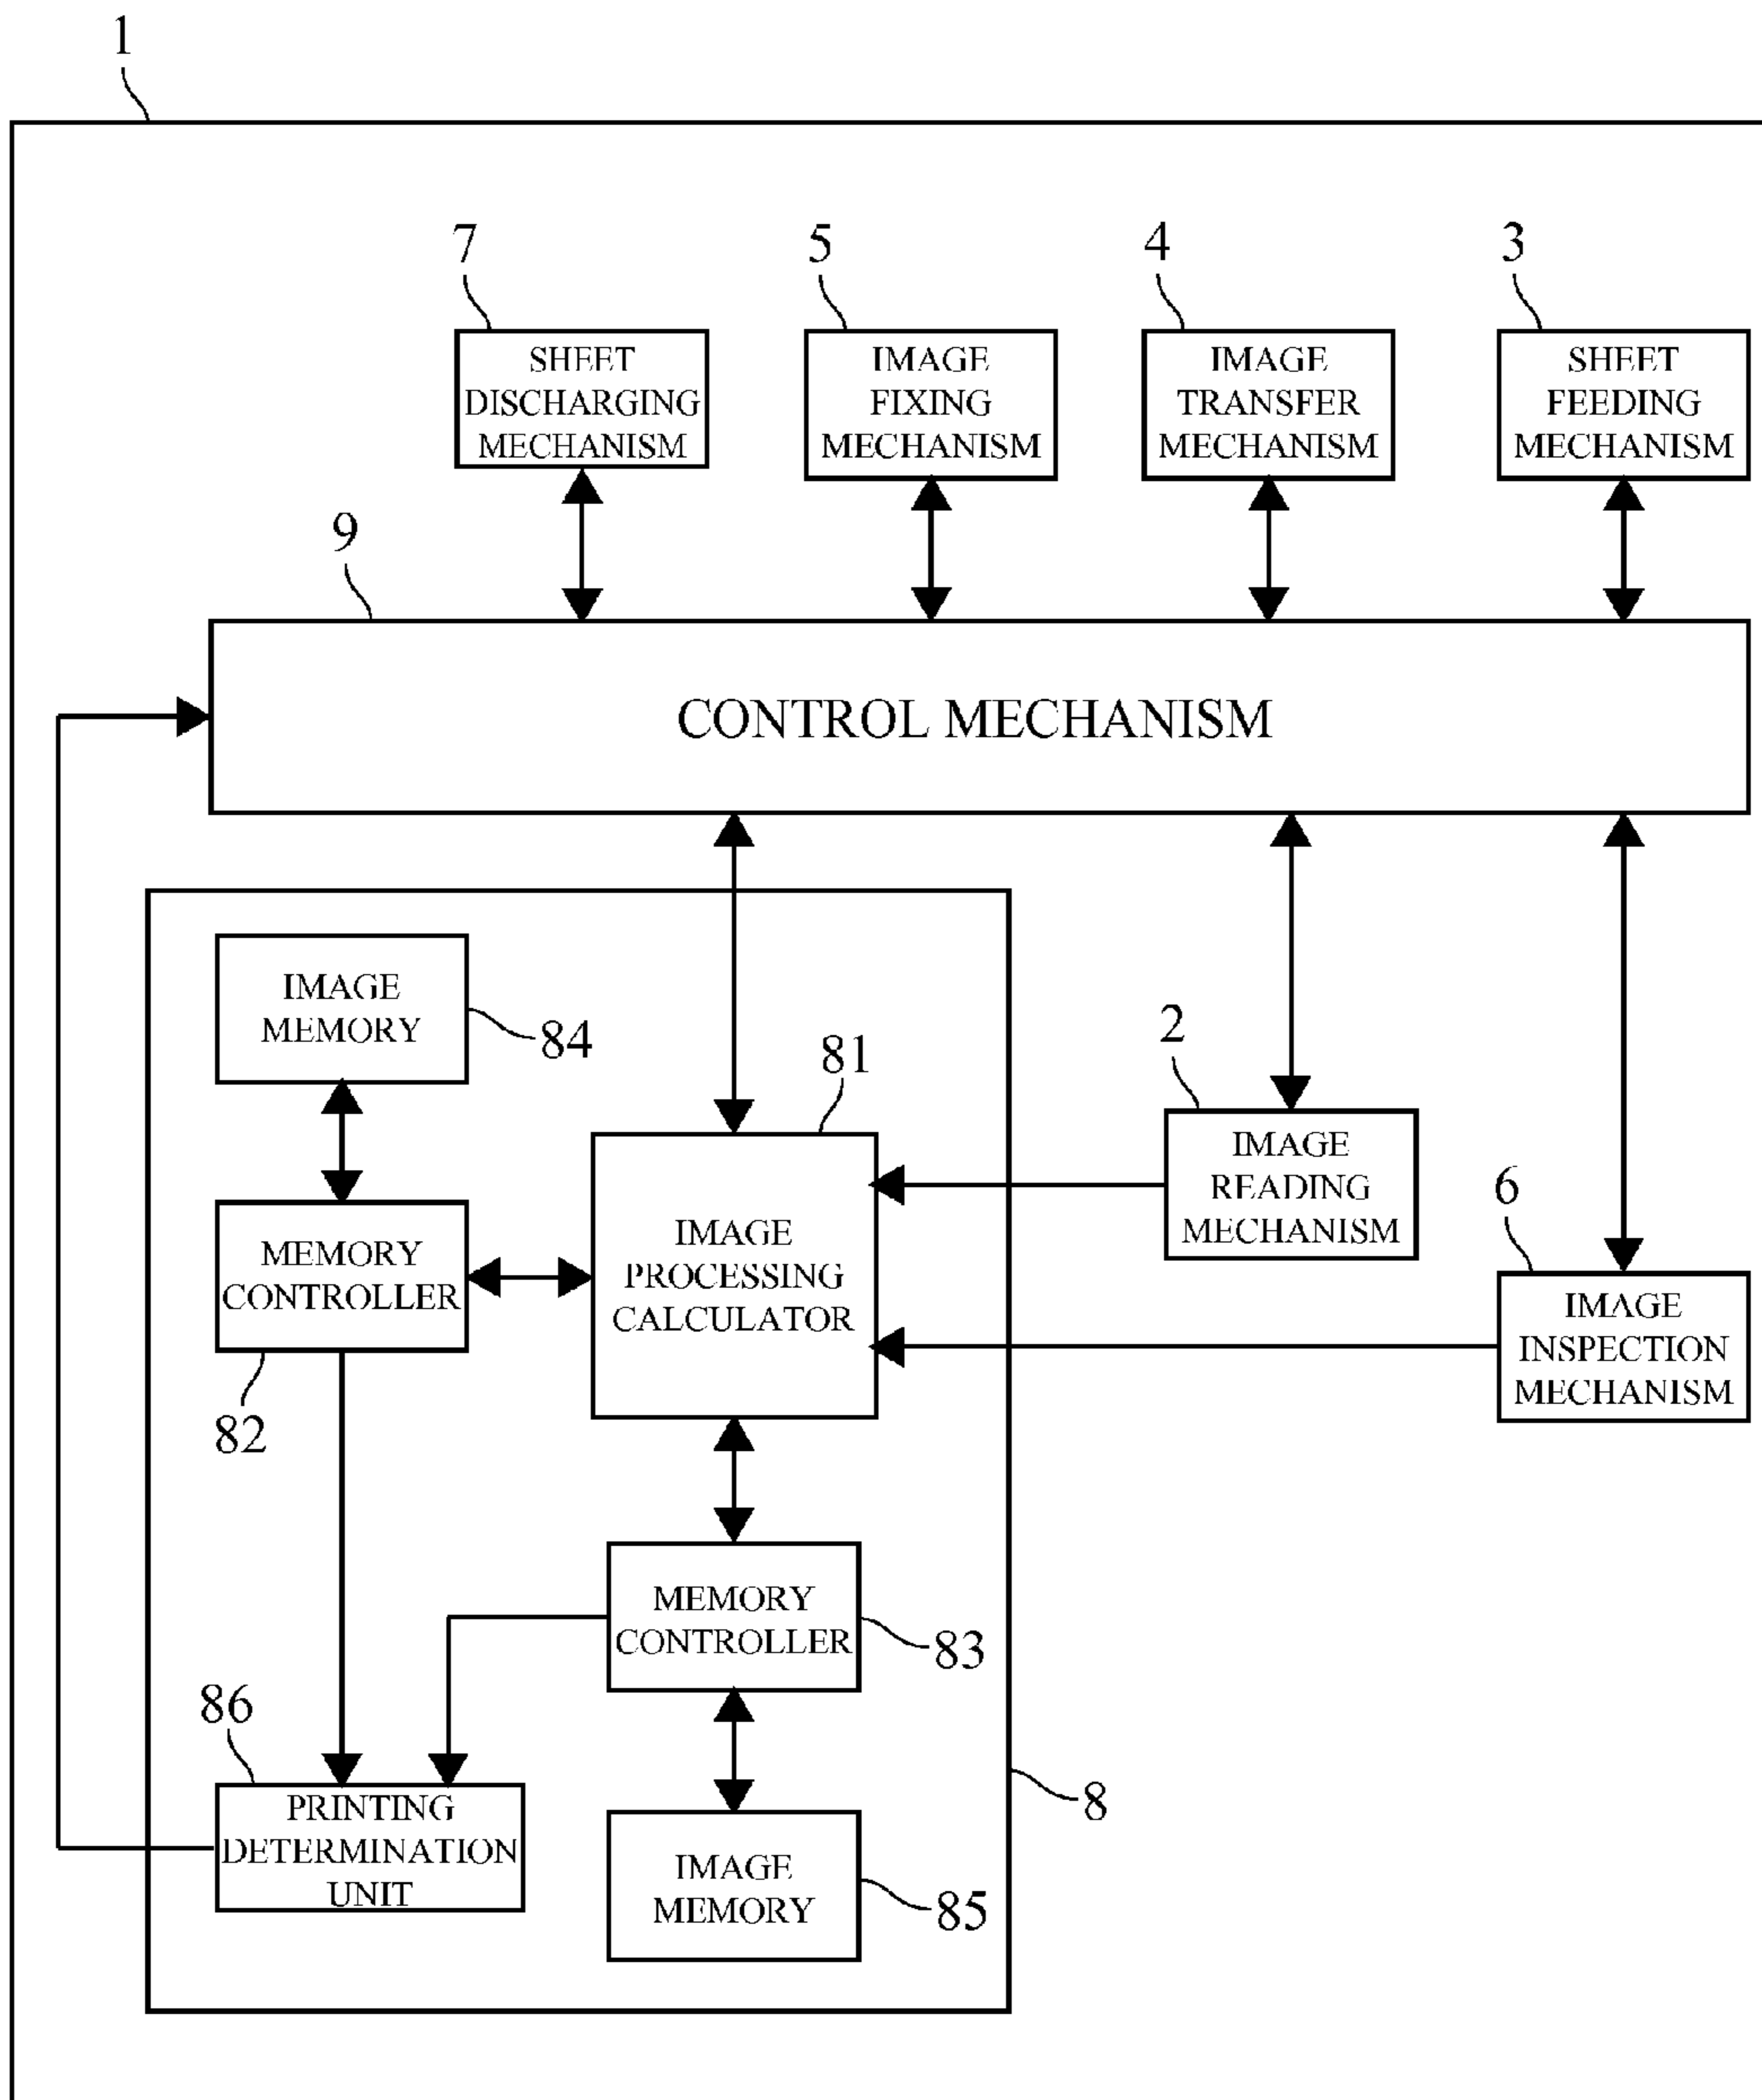 1
7
5
4
3
SHEET
DISCHARGING
MECHANISM
IMAGE
FIXING
MECHANISM
IMAGE
TRANSFER
MECHANISM
SHEET
FEEDING
MECHANISM
9
CONTROL MECHANISM
IMAGE
MEMORY
84
81
2
IMAGE
READING
MECHANISM
6
MEMORY
CONTROLLER
82
IMAGE
PROCESSING
CALCULATOR
IMAGE
INSPECTION
MECHANISM
MEMORY
CONTROLLER
83
86
PRINTING
DETERMINATION
UNIT
8
IMAGE
MEMORY
85